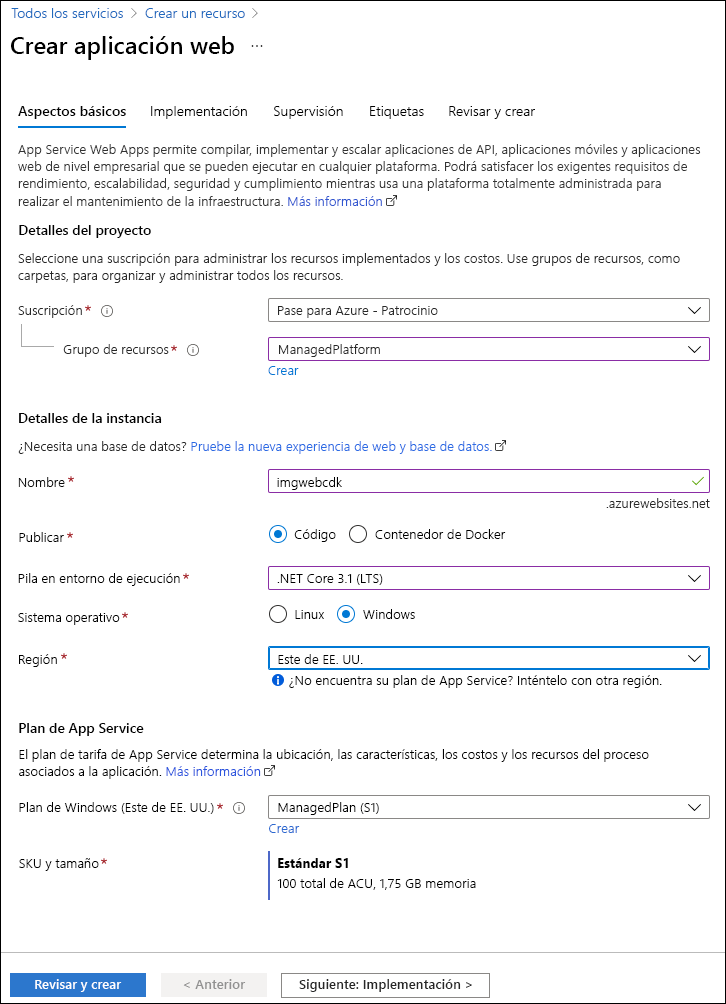 Todos los servicios > Crear un recurso >
Crear aplicación web ...
Aspectos básicos Implementación Supervisión Etiquetas Revisar y crear
App Service Web Apps permite compilar, implementar y escalar aplicaciones de API, aplicaciones móviles y aplicaciones
web de nivel empresarial que se pueden ejecutar en cualquier plataforma. Podrá satisfacer los exigentes requisitos de
rendimiento, escalabilidad, seguridad y cumplimiento mientras usa una plataforma totalmente administrada para
realizar el mantenimiento de la infraestructura. Más información
Detalles del proyecto
Seleccione una suscripción para administrar los recursos implementados y los costos. Use grupos de recursos, como
carpetas, para organizar y administrar todos los recursos.
Suscripción * Pase para Azure - Patrocinio
Grupo de recursos * ManagedPlatform
Crear
Detalles de la instancia
¿Necesita una base de datos? Pruebe la nueva experiencia de web y base de datos.
Nombre * imgwebcdk
.azurewebsites.net
Publicar * Código Contenedor de Docker
Pila en entorno de ejecución * .NET Core 3.1 (LTS)
Sistema operativo * Linux Windows
Región * Este de EE. UU.
¿No encuentra su plan de App Service? Inténtelo con otra región.
Plan de App Service
El plan de tarifa de App Service determina la ubicación, las características, los costos y los recursos del proceso
asociados a la aplicación. Más información
Plan de Windows (Este de EE. UU.) * ManagedPlan (S1)
Crear
SKU y tamaño * Estándar S1
100 total de ACU, 1,75 GB memoria
Revisar y crear < Anterior Siguiente: Implementación >